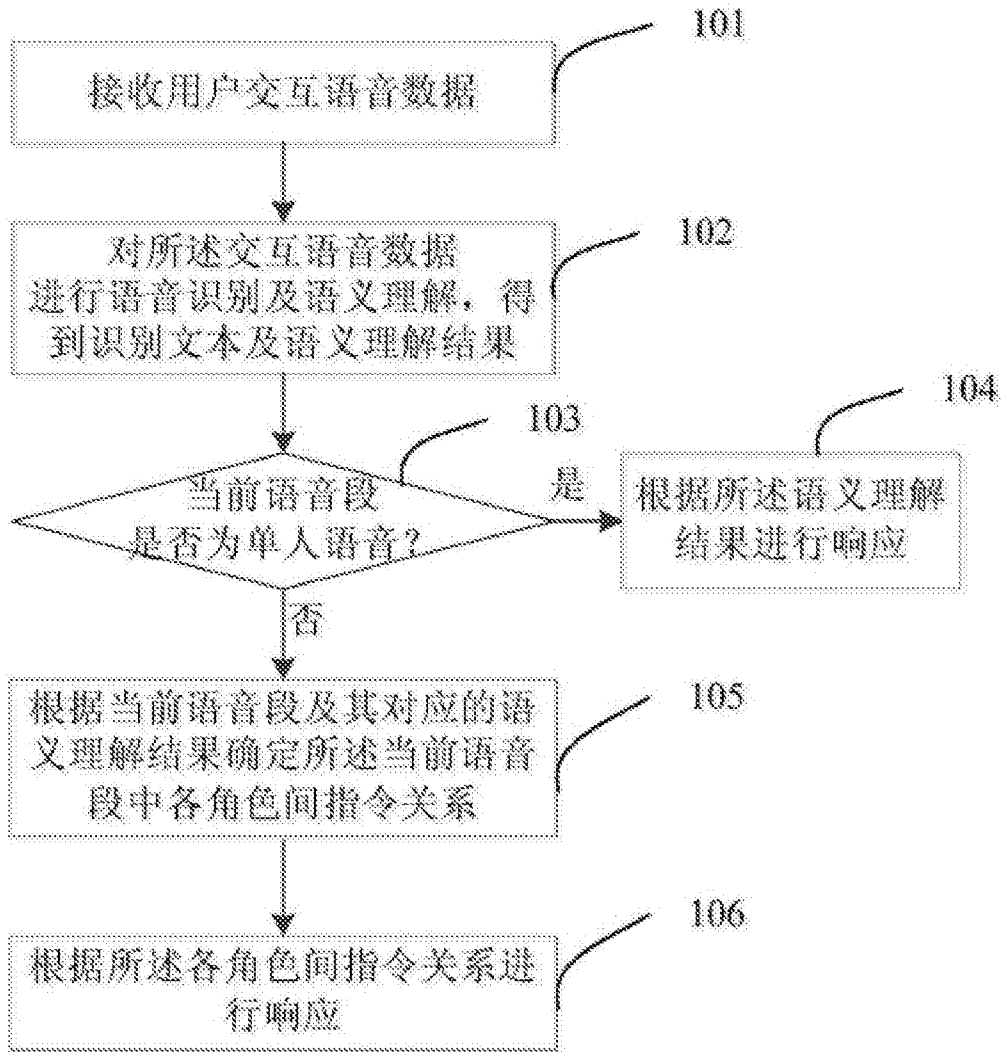 101
接收用户交互语音数据
102
对所述交互语音数据
进行语音识别及语义理解，得
到识别文本及语义理解结果
103
当前语音段
是否为单人语音？
是
104
根据所述语义理解
结果进行响应
否
105
根据当前语音段及其对应的语
义理解结果确定所述当前语音
段中各角色间指令关系
106
根据所述各角色间指令关系进
行响应